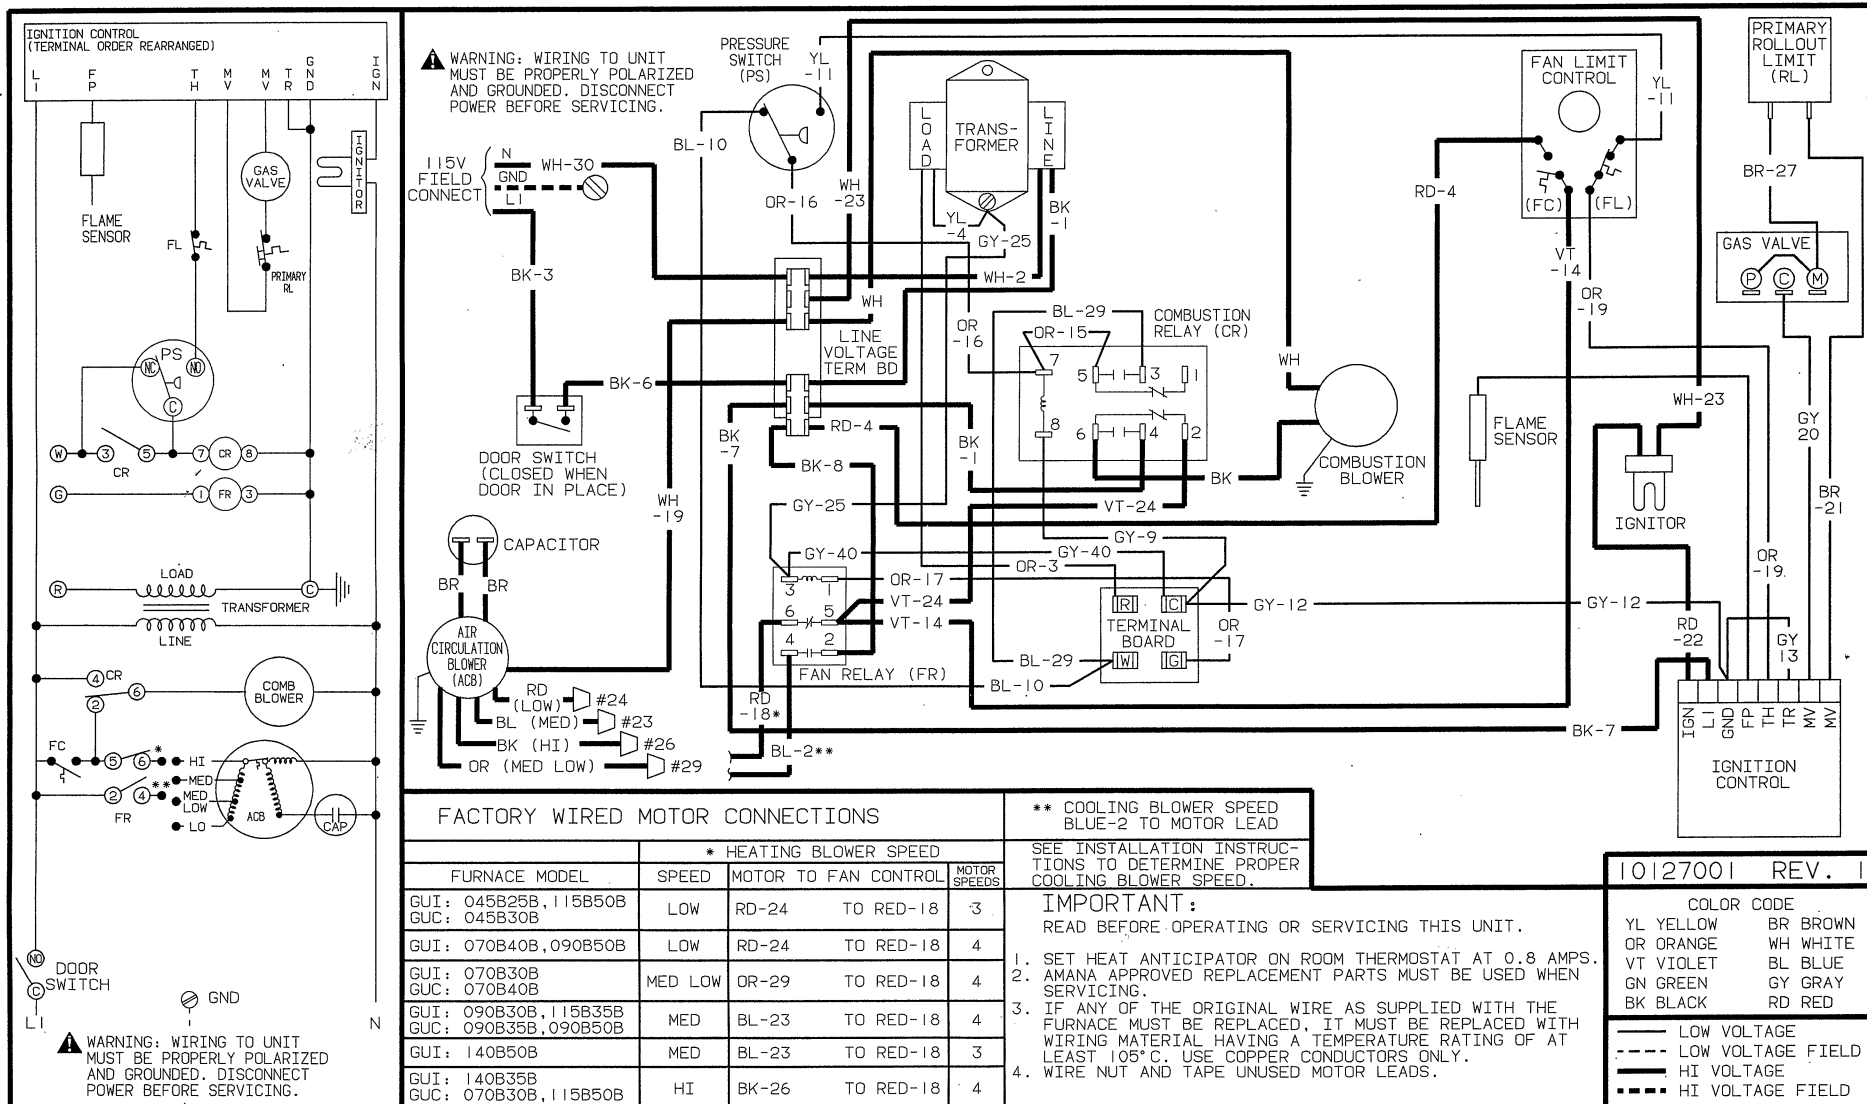 IGNITION CONTROL
(TERMINAL ORDER REARRANGED)
LI
FP
TH
MV
MV
TR
GND
IGN
IGNITOR
GAS
VALVE
FLAME
SENSOR
FL
PRIMARY
RL
PS
NC
NO
C
W
3
5
7
CR
8
CR
G
1
FR
3
R
LOAD
C
TRANSFORMER
LINE
4
CR
6
2
COMB
BLOWER
FC
5
6
*
HI
MED
MED
LOW
LO
2
4
**
FR
ACB
CAP
NO
DOOR
SWITCH
C
GND
LI
N
WARNING: WIRING TO UNIT
MUST BE PROPERLY POLARIZED
AND GROUNDED. DISCONNECT
POWER BEFORE SERVICING.
WARNING: WIRING TO UNIT
MUST BE PROPERLY POLARIZED
AND GROUNDED. DISCONNECT
POWER BEFORE SERVICING.
PRESSURE
SWITCH
(PS)
YL
-11
BL-10
115V
FIELD
CONNECT
N
GND
LI
WH-30
OR-16
WH
-23
LOAD
TRANS-
FORMER
LINE
YL
-4
GY-25
BK
-1
BK-3
WH-2
WH
LINE
VOLTAGE
TERM BD
OR
-16
BL-29
OR-15
COMBUSTION
RELAY (CR)
7
5
3
1
8
6
4
2
WH
COMBUSTION
BLOWER
BK
BK-6
RD-4
BK
-7
BK-8
BK
-1
DOOR SWITCH
(CLOSED WHEN
DOOR IN PLACE)
WH
-19
GY-25
VT-24
GY-9
CAPACITOR
BR
BR
GY-40
GY-40
OR-3
OR-17
VT-24
VT-14
3
1
6
5
4
2
FAN RELAY (FR)
R
C
TERMINAL
BOARD
W
G
OR
-17
BL-29
BL-10
GY-12
GY-12
AIR
CIRCULATION
BLOWER
(ACB)
RD
(LOW)
#24
BL (MED)
#23
BK (HI)
#26
OR (MED LOW)
#29
RD
-18*
BL-2**
BK-7
FAN LIMIT
CONTROL
(FC)
(FL)
YL
-11
RD-4
VT
-14
OR
-19
PRIMARY
ROLLOUT
LIMIT
(RL)
BR-27
GAS VALVE
P
C
M
FLAME
SENSOR
WH-23
GY
20
BR
-21
IGNITOR
OR
-19
RD
-22
GY
13
IGN
LI
GND
FP
TH
TR
MV
MV
IGNITION
CONTROL
FACTORY WIRED MOTOR CONNECTIONS
* HEATING BLOWER SPEED
FURNACE MODEL SPEED MOTOR TO FAN CONTROL MOTOR SPEEDS
GUI: 045B25B,115B50B
GUC: 045B30B
LOW RD-24 TO RED-18 3
GUI: 070B40B,090B50B LOW RD-24 TO RED-18 4
GUI: 070B30B
GUC: 070B40B
MED LOW OR-29 TO RED-18 4
GUI: 090B30B,115B35B
GUC: 090B35B,090B50B
MED BL-23 TO RED-18 4
GUI: 140B50B MED BL-23 TO RED-18 3
GUI: 140B35B
GUC: 070B30B,115B50B
HI BK-26 TO RED-18 4
** COOLING BLOWER SPEED
BLUE-2 TO MOTOR LEAD
SEE INSTALLATION INSTRUC-
TIONS TO DETERMINE PROPER
COOLING BLOWER SPEED.
IMPORTANT:
READ BEFORE OPERATING OR SERVICING THIS UNIT.
1. SET HEAT ANTICIPATOR ON ROOM THERMOSTAT AT 0.8 AMPS.
2. AMANA APPROVED REPLACEMENT PARTS MUST BE USED WHEN
SERVICING.
3. IF ANY OF THE ORIGINAL WIRE AS SUPPLIED WITH THE
FURNACE MUST BE REPLACED, IT MUST BE REPLACED WITH
WIRING MATERIAL HAVING A TEMPERATURE RATING OF AT
LEAST 105°C. USE COPPER CONDUCTORS ONLY.
4. WIRE NUT AND TAPE UNUSED MOTOR LEADS.
10127001 REV. 1
COLOR CODE
YL YELLOW BR BROWN
OR ORANGE WH WHITE
VT VIOLET BL BLUE
GN GREEN GY GRAY
BK BLACK RD RED
LOW VOLTAGE
LOW VOLTAGE FIELD
HI VOLTAGE
HI VOLTAGE FIELD